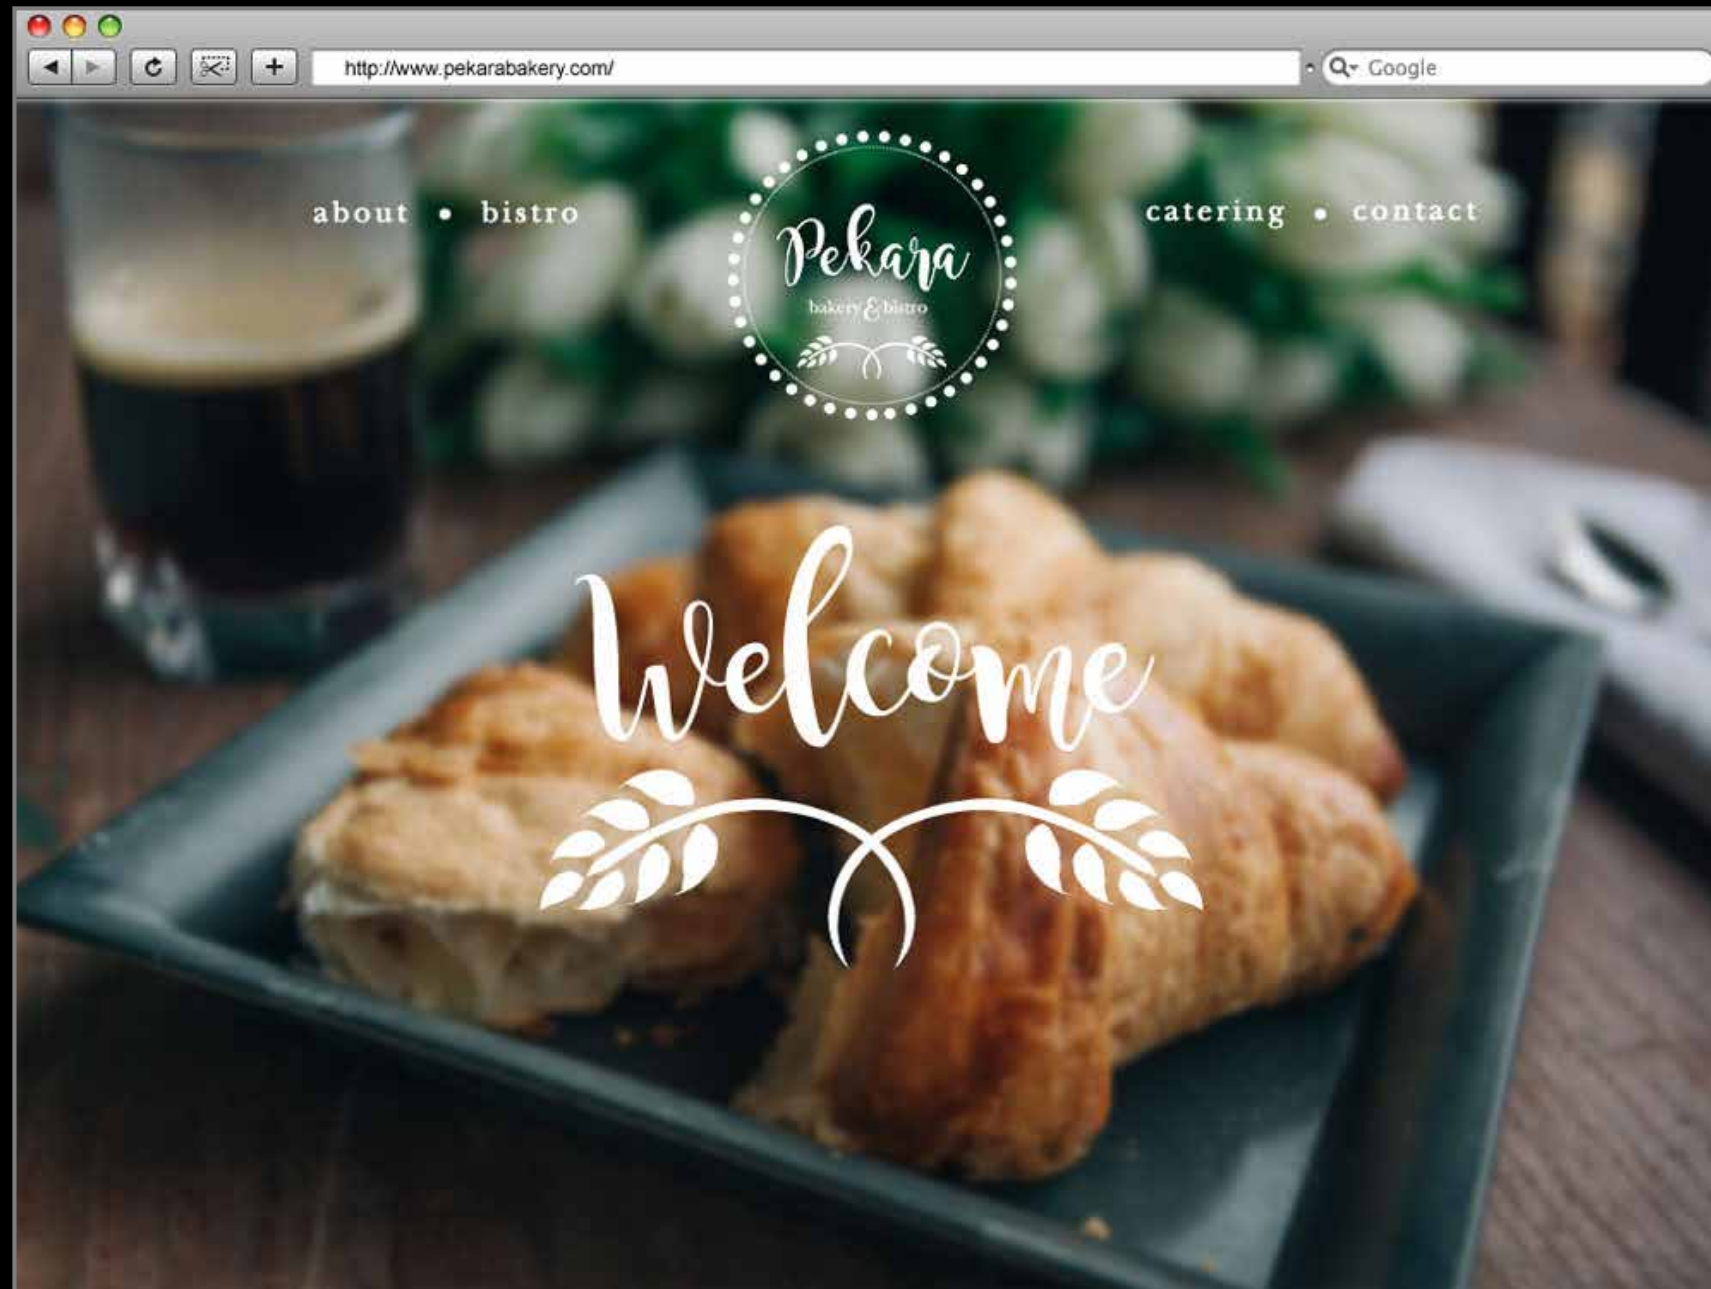 http://www.pekarabakery.com/
Google
about • bistro
catering • contact
Pekara
bakery & bistro
Welcome